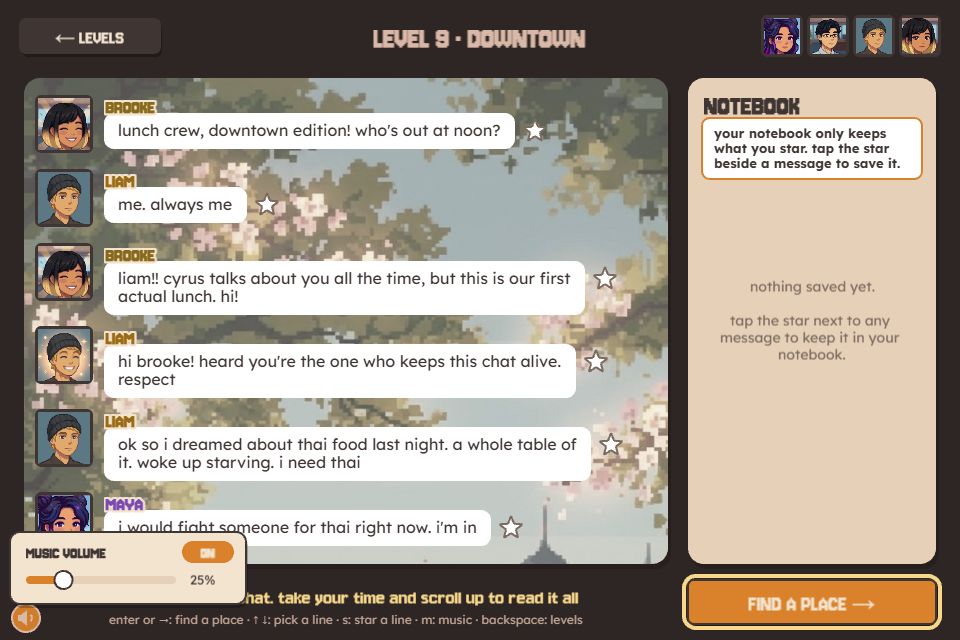 ← LEVELS
LEVEL 9 · DOWNTOWN
BROOKE
lunch crew, downtown edition! who's out at noon?
LIAM
me. always me
BROOKE
liam!! cyrus talks about you all the time, but this is our first
actual lunch. hi!
LIAM
hi brooke! heard you're the one who keeps this chat alive.
respect
LIAM
ok so i dreamed about thai food last night. a whole table of
it. woke up starving. i need thai
MAYA
i would fight someone for thai right now. i'm in
NOTEBOOK
your notebook only keeps
what you star. tap the star
beside a message to save it.
nothing saved yet.
tap the star next to any
message to keep it in your
notebook.
MUSIC VOLUME
ON
25%
hat. take your time and scroll up to read it all
enter or →: find a place · ↑ ↓: pick a line · s: star a line · m: music · backspace: levels
FIND A PLACE →